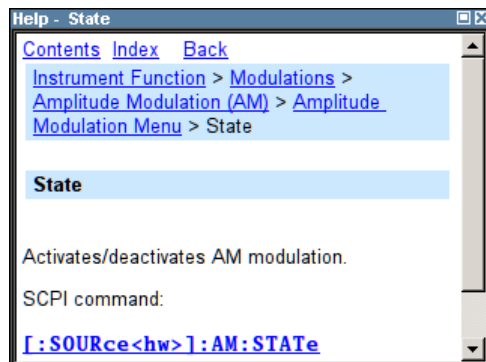 Help - State
Contents Index Back
Instrument Function > Modulations >
Amplitude Modulation (AM) > Amplitude
Modulation Menu > State
State
Activates/deactivates AM modulation.
SCPI command:
[:SOURce<hw>]:AM:STATe